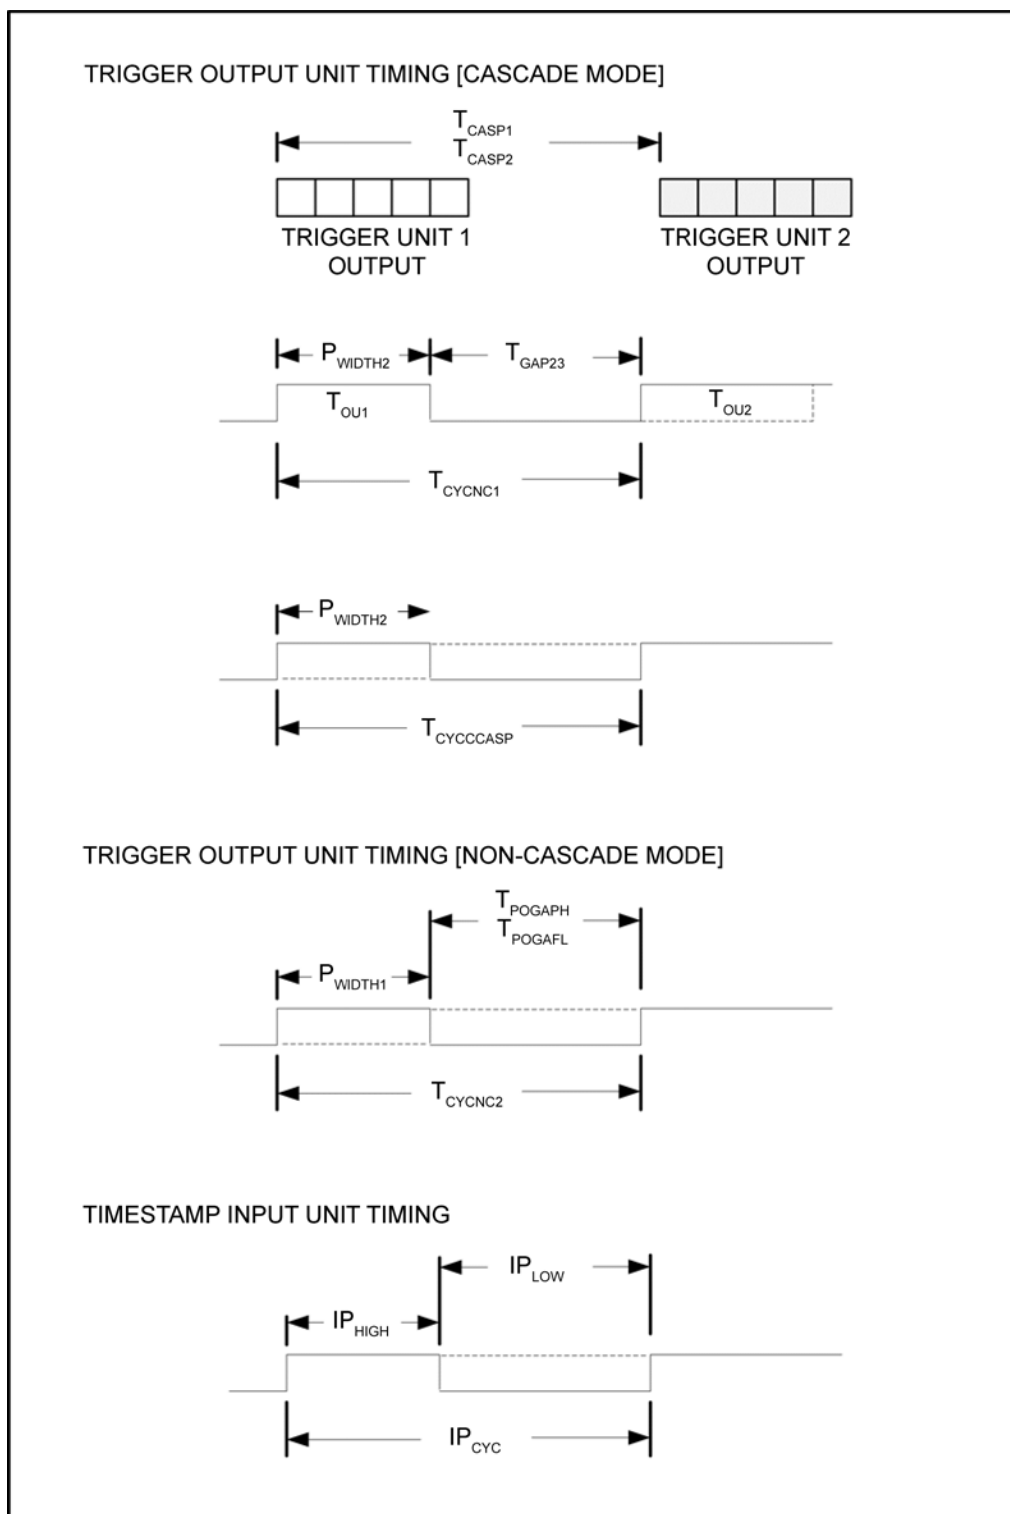 TRIGGER OUTPUT UNIT TIMING [CASCADE MODE]
TCASP1
TCASP2
TRIGGER UNIT 1
OUTPUT
TRIGGER UNIT 2
OUTPUT
PWIDTH2
TGAP23
TOU1
TOU2
TCYCNC1
PWIDTH2
TCYCCCASP
TRIGGER OUTPUT UNIT TIMING [NON-CASCADE MODE]
TPOGAPH
TPOGAFL
PWIDTH1
TCYCNC2
TIMESTAMP INPUT UNIT TIMING
IPLOW
IPHIGH
IPCYC